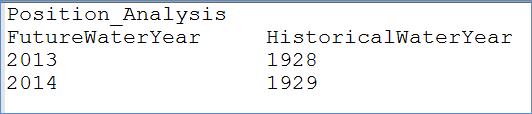 Position_Analysis
FutureWaterYear HistoricalWaterYear
2013 1928
2014 1929